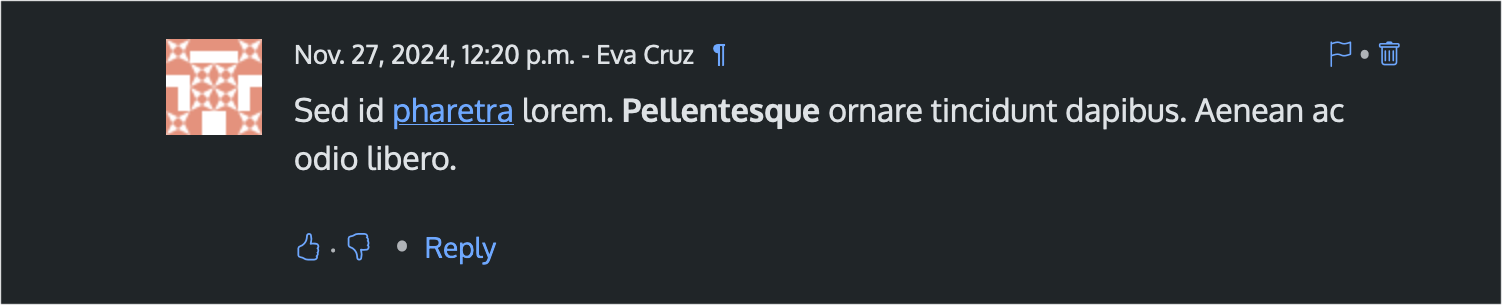 Nov. 27, 2024, 12:20 p.m. - Eva Cruz ¶
Sed id pharetra lorem. Pellentesque ornare tincidunt dapibus. Aenean ac
odio libero.
Reply